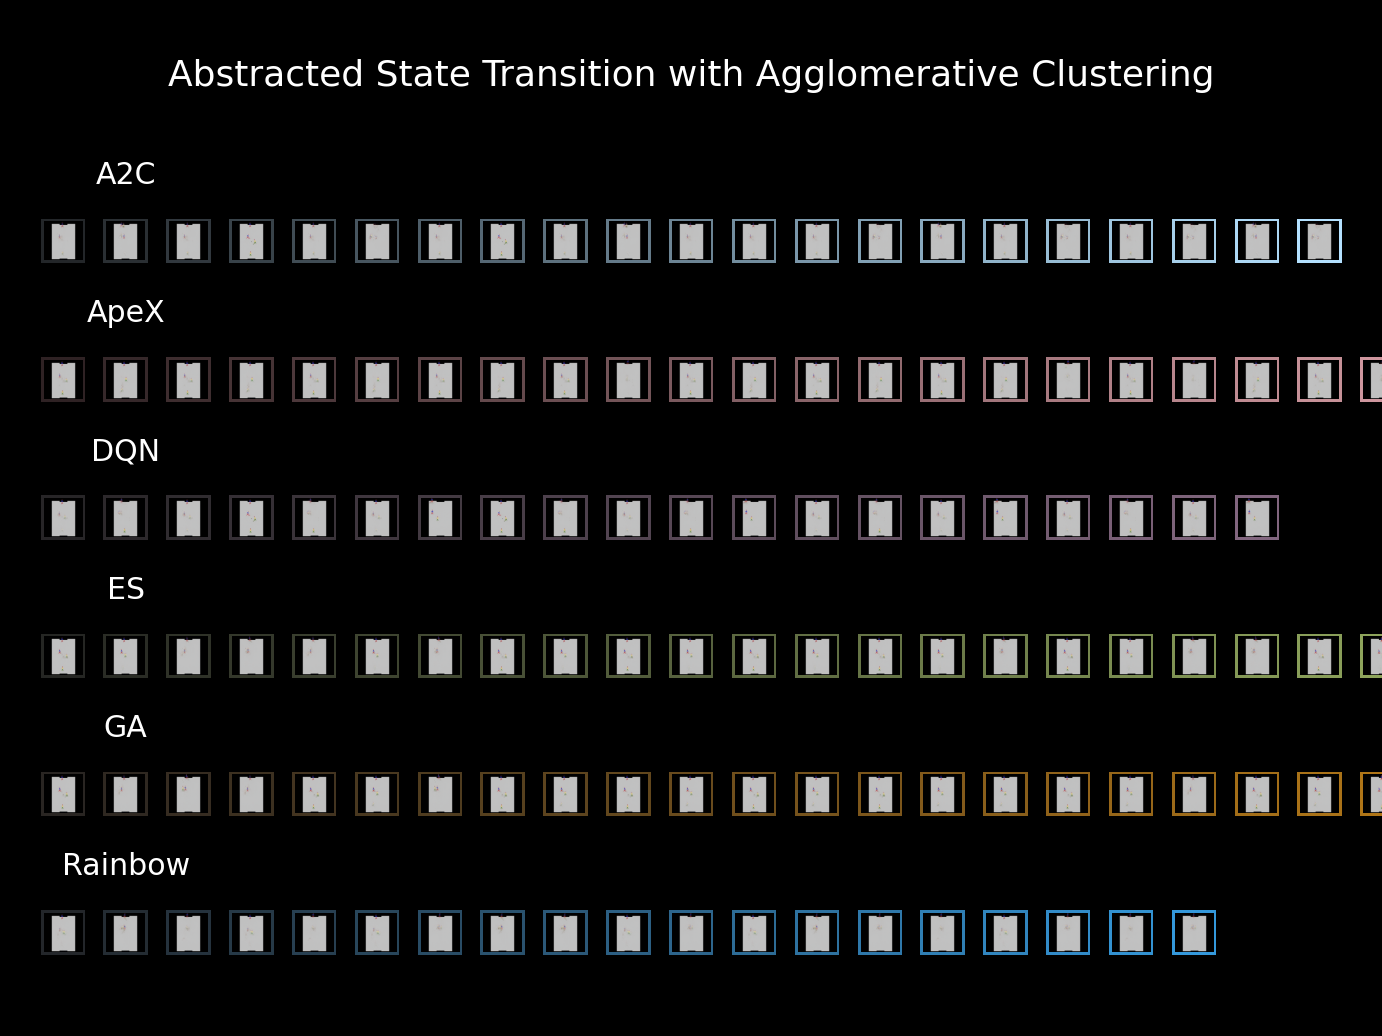 Abstracted State Transition with Agglomerative Clustering
A2C
ApeX
DQN
ES
GA
Rainbow